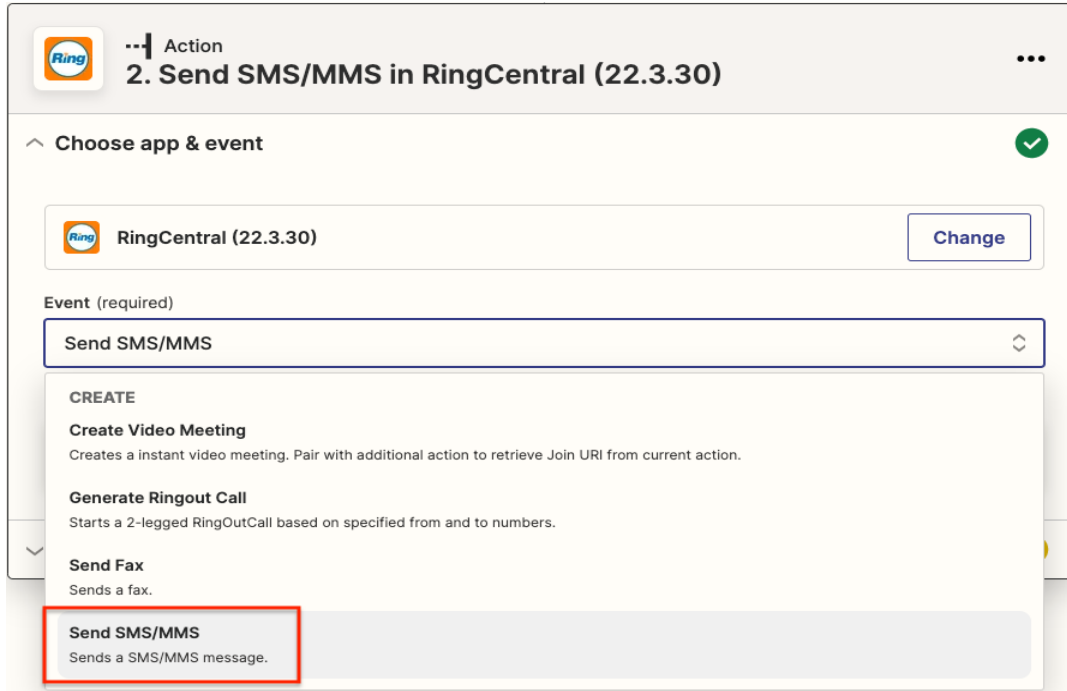 Ring
Action
2. Send SMS/MMS in RingCentral (22.3.30)
Choose app & event
Ring
RingCentral (22.3.30)
Change
Event (required)
Send SMS/MMS
CREATE
Create Video Meeting
Creates a instant video meeting. Pair with additional action to retrieve Join URI from current action.
Generate Ringout Call
Starts a 2-legged RingOutCall based on specified from and to numbers.
Send Fax
Sends a fax.
Send SMS/MMS
Sends a SMS/MMS message.